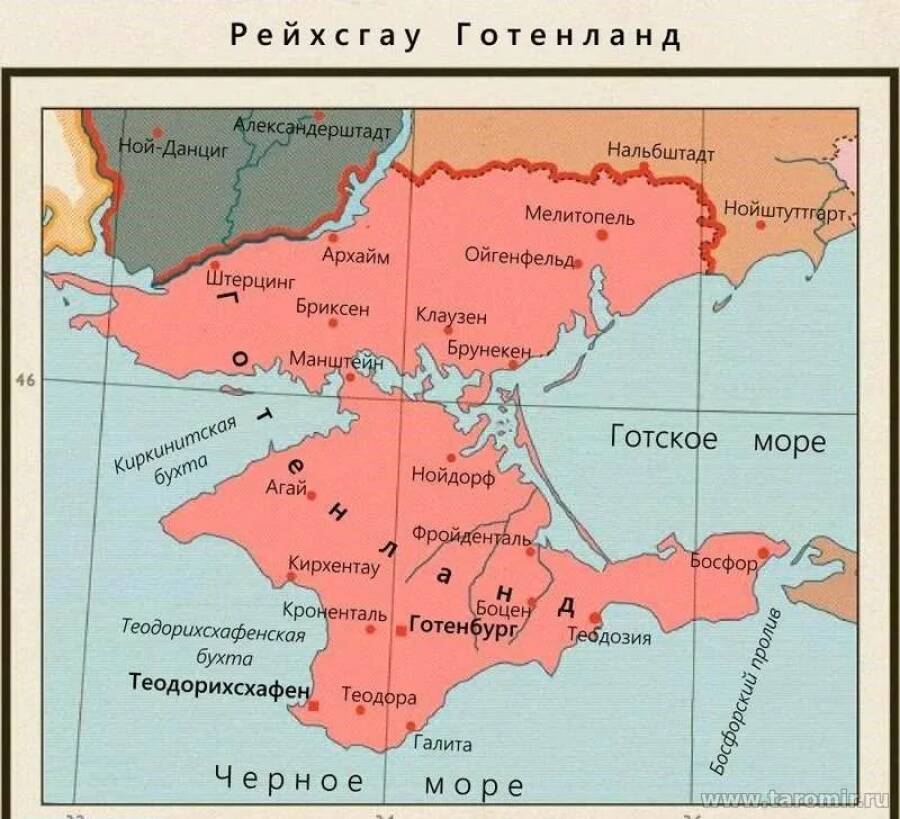 Рейхсгау Готенланд
Александерштадт
Ной-Данциг
Нальбштадт
Нойштуттгарт
Мелитополь
Архайм
Ойгенфельд
Штерцинг
Бриксен
Клаузен
Брунекен
Манштейн
46
Готенланд
Киркинитская
бухта
Готское море
Агай
Нойдорф
Фройденталь
Кирхентау
Босфор
Кроненталь
Боцен
Готенбург
Теодозия
Теодорихсхафенская
бухта
Теодорихсхафен
Теодора
Галита
Босфорский пролив
Черное море
www.taromir.ru